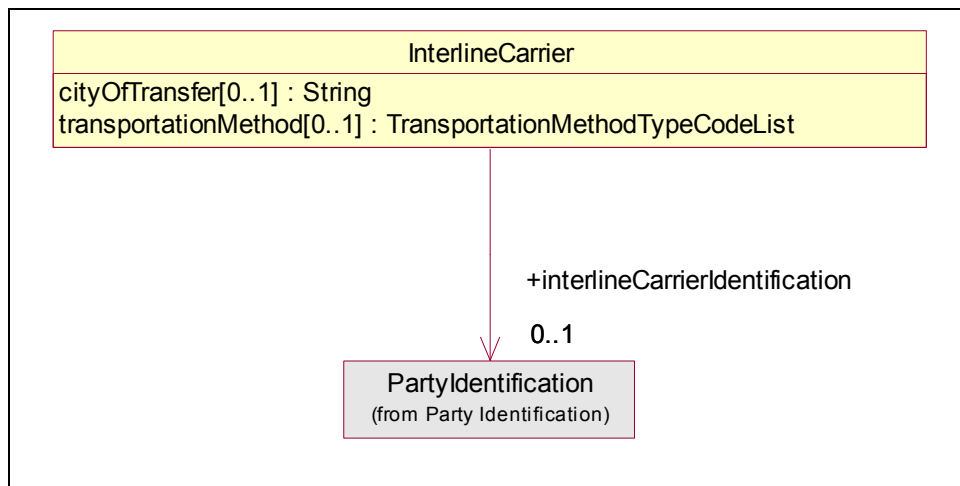 InterlineCarrier
cityOfTransfer[0..1] : String
transportationMethod[0..1] : TransportationMethodTypeCodeList
+interlineCarrierIdentification
0..1
PartyIdentification
(from Party Identification)